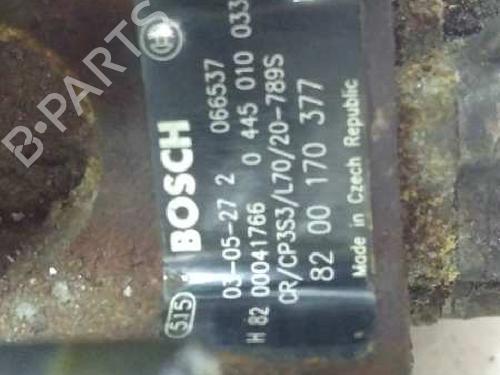 BOSCH
515
03-05-27 2 066537
H 82 00041766 0 445 010 033
CR/CP3S3/L70/20-789S
82 00 170 377
Made in Czech Republic
B-PARTS